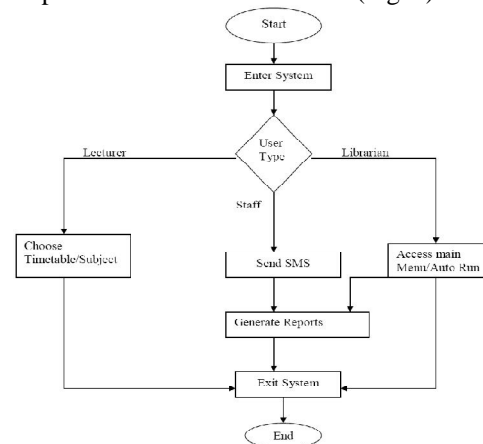 Start
Enter System
User
Type
Lecturer
Librarian
Staff
Choose
Timetable/Subject
Send SMS
Access main
Menu/Auto Run
Generate Reports
Exit System
End